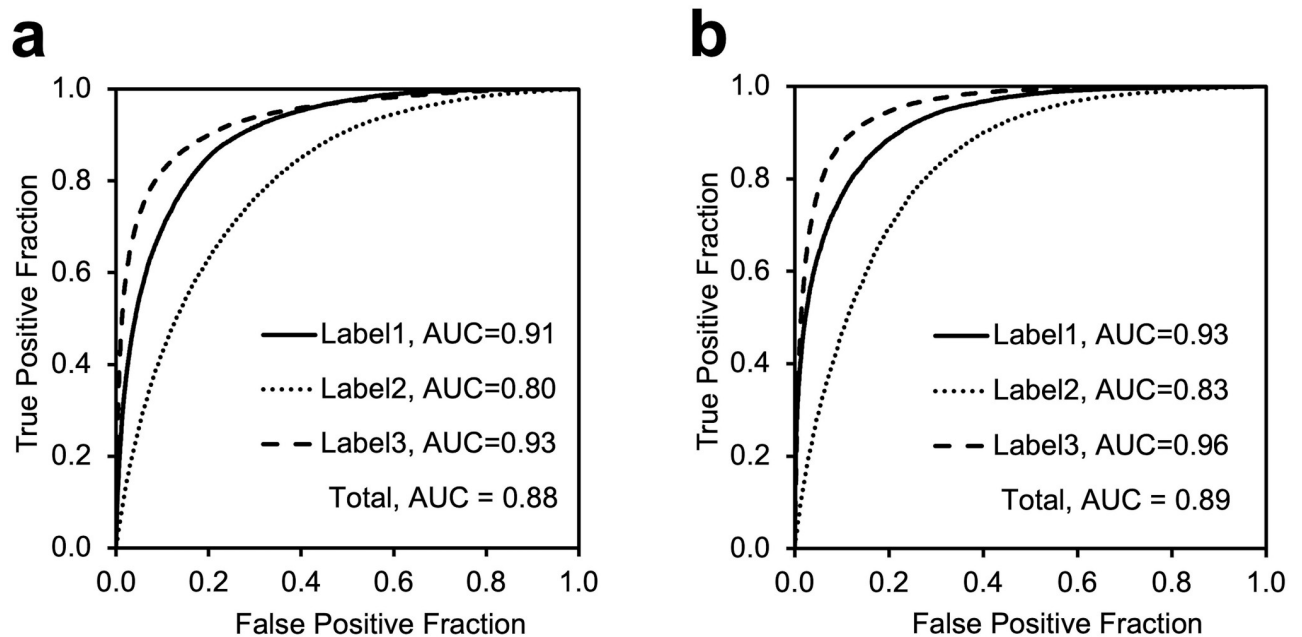 a
1.0
0.8
0.6
0.4
0.2
0.0
True Positive Fraction
Label1, AUC=0.91
Label2, AUC=0.80
Label3, AUC=0.93
Total, AUC = 0.88
0.0 0.2 0.4 0.6 0.8 1.0
False Positive Fraction
b
1.0
0.8
0.6
0.4
0.2
0.0
True Positive Fraction
Label1, AUC=0.93
Label2, AUC=0.83
Label3, AUC=0.96
Total, AUC = 0.89
0.0 0.2 0.4 0.6 0.8 1.0
False Positive Fraction